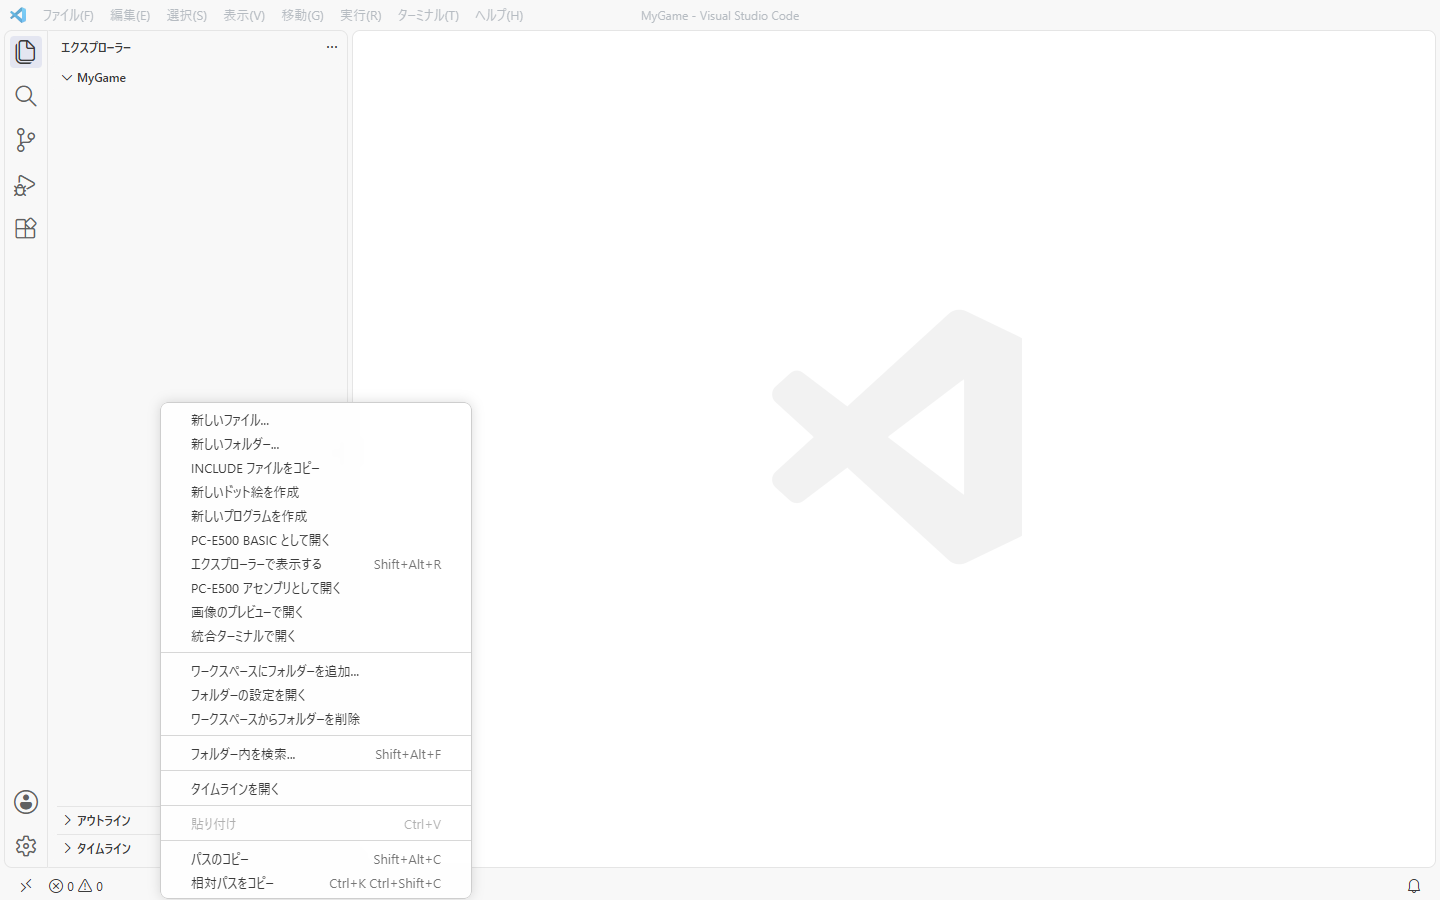 ファイル(F) 編集(E) 選択(S) 表示(V) 移動(G) 実行(R) ターミナル(T) ヘルプ(H) MyGame - Visual Studio Code
エクスプローラー
MyGame
新しいファイル...
新しいフォルダー...
INCLUDE ファイルをコピー
新しいドット絵を作成
新しいプログラムを作成
PC-E500 BASIC として開く
エクスプローラーで表示する Shift+Alt+R
PC-E500 アセンブリとして開く
画像のプレビューで開く
統合ターミナルで開く
ワークスペースにフォルダーを追加...
フォルダーの設定を開く
ワークスペースからフォルダーを削除
フォルダー内を検索... Shift+Alt+F
タイムラインを開く
貼り付け Ctrl+V
パスのコピー Shift+Alt+C
相対パスをコピー Ctrl+K Ctrl+Shift+C
アウトライン
タイムライン
0 0